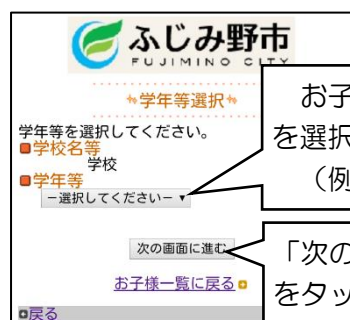 ふじみ野市
FUJIMINO CITY
学年等選択
お子
を選択
(例
学年等を選択してください。
学校名等
学校
学年等
－選択してください－▼
次の画面に進む
「次の
をタッ
お子様一覧に戻る
戻る